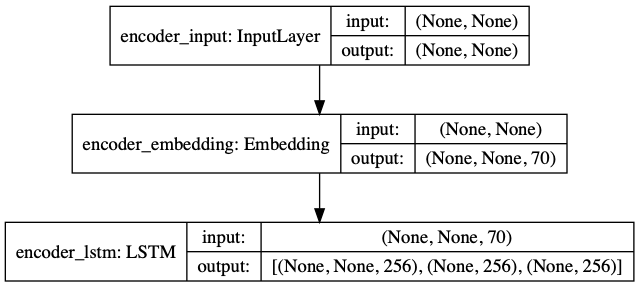 encoder_input: InputLayer
input: (None, None)
output: (None, None)
encoder_embedding: Embedding
input: (None, None)
output: (None, None, 70)
encoder_lstm: LSTM
input: (None, None, 70)
output: [(None, None, 256), (None, 256), (None, 256)]